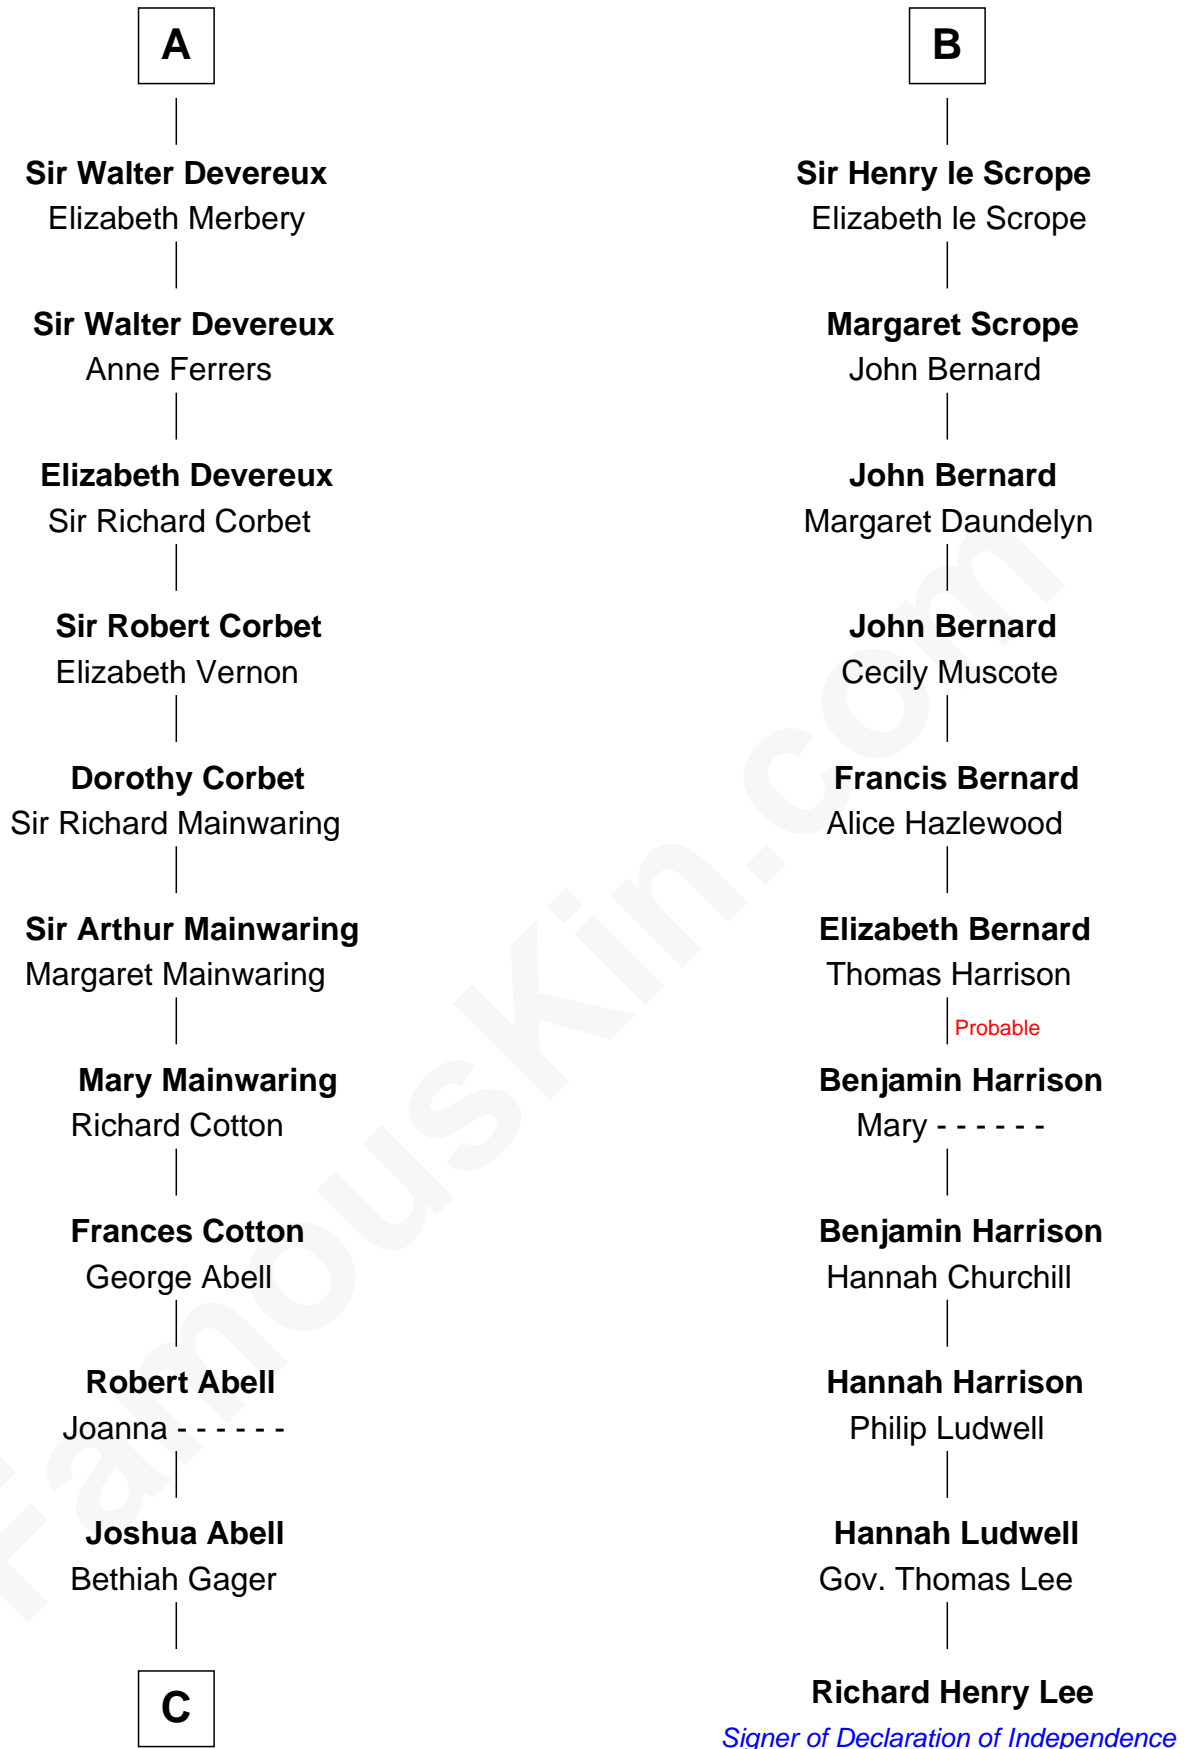 A
Sir Walter Devereux
Elizabeth Merbery
Sir Walter Devereux
Anne Ferrers
Elizabeth Devereux
Sir Richard Corbet
Sir Robert Corbet
Elizabeth Vernon
Dorothy Corbet
Sir Richard Mainwaring
Sir Arthur Mainwaring
Margaret Mainwaring
Mary Mainwaring
Richard Cotton
Frances Cotton
George Abell
Robert Abell
Joanna - - - - - -
Joshua Abell
Bethiah Gager
C
B
Sir Henry le Scrope
Elizabeth le Scrope
Margaret Scrope
John Bernard
John Bernard
Margaret Daundelyn
John Bernard
Cecily Muscote
Francis Bernard
Alice Hazlewood
Elizabeth Bernard
Thomas Harrison
Probable
Benjamin Harrison
Mary - - - - - -
Benjamin Harrison
Hannah Churchill
Hannah Harrison
Philip Ludwell
Hannah Ludwell
Gov. Thomas Lee
Richard Henry Lee
Signer of Declaration of Independence
FamousKin.com